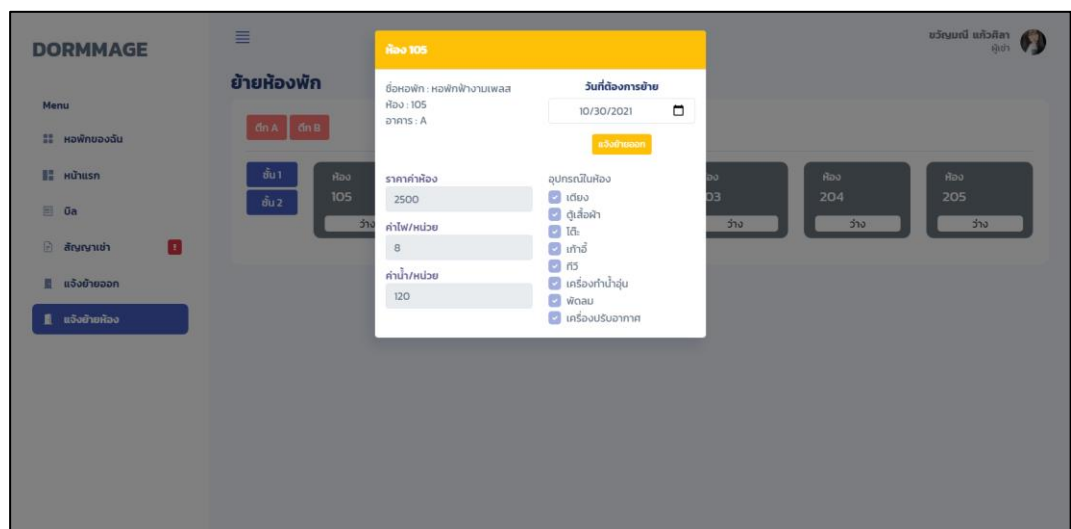 DORMMAGE
Menu
หอพักของฉัน
หน้าแรก
บิล
สัญญาเช่า
แจ้งย้ายออก
แจ้งย้ายห้อง
ขวัญมณี แก้วศิลา
ผู้เช่า
ย้ายห้องพัก
ตึก A
ตึก B
ชั้น 1
ชั้น 2
ห้อง
105
ว่าง
03
ว่าง
ห้อง
204
ว่าง
ห้อง
205
ว่าง
ห้อง 105
ชื่อหอพัก : หอพักฟ้างามเพลส
ห้อง : 105
อาคาร : A
วันที่ต้องการย้าย
10/30/2021
แจ้งย้ายออก
ราคาค่าห้อง
2500
ค่าไฟ/หน่วย
8
ค่าน้ำ/หน่วย
120
อุปกรณ์ในห้อง
เตียง
ตู้เสื้อผ้า
โต๊ะ
เก้าอี้
ทีวี
เครื่องทำน้ำอุ่น
พัดลม
เครื่องปรับอากาศ